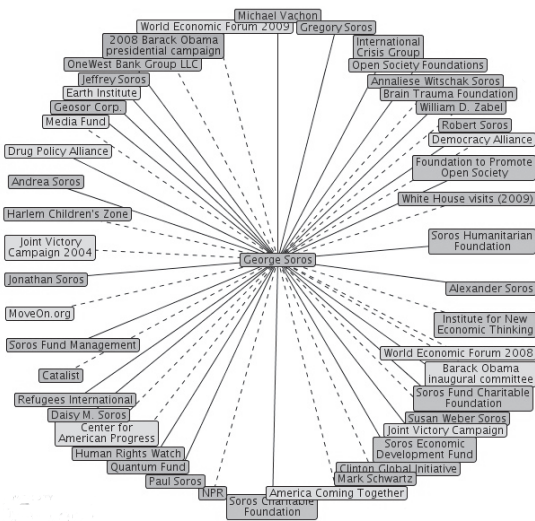 Michael Vachon
World Economic Forum 2009
Gregory Soros
2008 Barack Obama
presidential campaign
International
Crisis Group
OneWest Bank Group LLC
Open Society Foundations
Jeffrey Soros
Annaliese Witschak Soros
Earth Institute
Brain Trauma Foundation
Geosor Corp.
William D. Zabel
Media Fund
Robert Soros
Democracy Alliance
Drug Policy Alliance
Foundation to Promote
Open Society
Andrea Soros
White House visits (2009)
Harlem Children's Zone
Joint Victory
Campaign 2004
Soros Humanitarian
Foundation
George Soros
Jonathan Soros
Alexander Soros
MoveOn.org
Institute for New
Economic Thinking
Soros Fund Management
World Economic Forum 2008
Catalist
Barack Obama
inaugural committee
Refugees International
Soros Fund Charitable
Foundation
Daisy M. Soros
Susan Weber Soros
Center for
American Progress
Joint Victory Campaign
Human Rights Watch
Soros Economic
Development Fund
Quantum Fund
Clinton Global Initiative
Paul Soros
Mark Schwartz
NPR
America Coming Together
Soros Charitable
Foundation